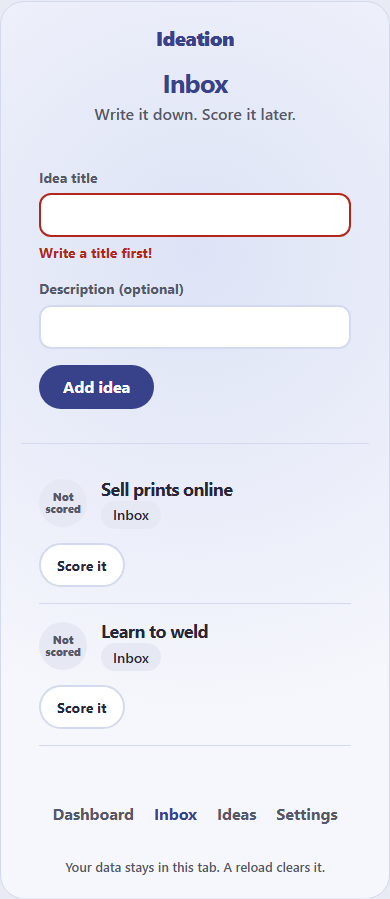 Ideation
Inbox
Write it down. Score it later.
Idea title
Write a title first!
Description (optional)
Add idea
Not
scored
Sell prints online
Inbox
Score it
Not
scored
Learn to weld
Inbox
Score it
Dashboard Inbox Ideas Settings
Your data stays in this tab. A reload clears it.